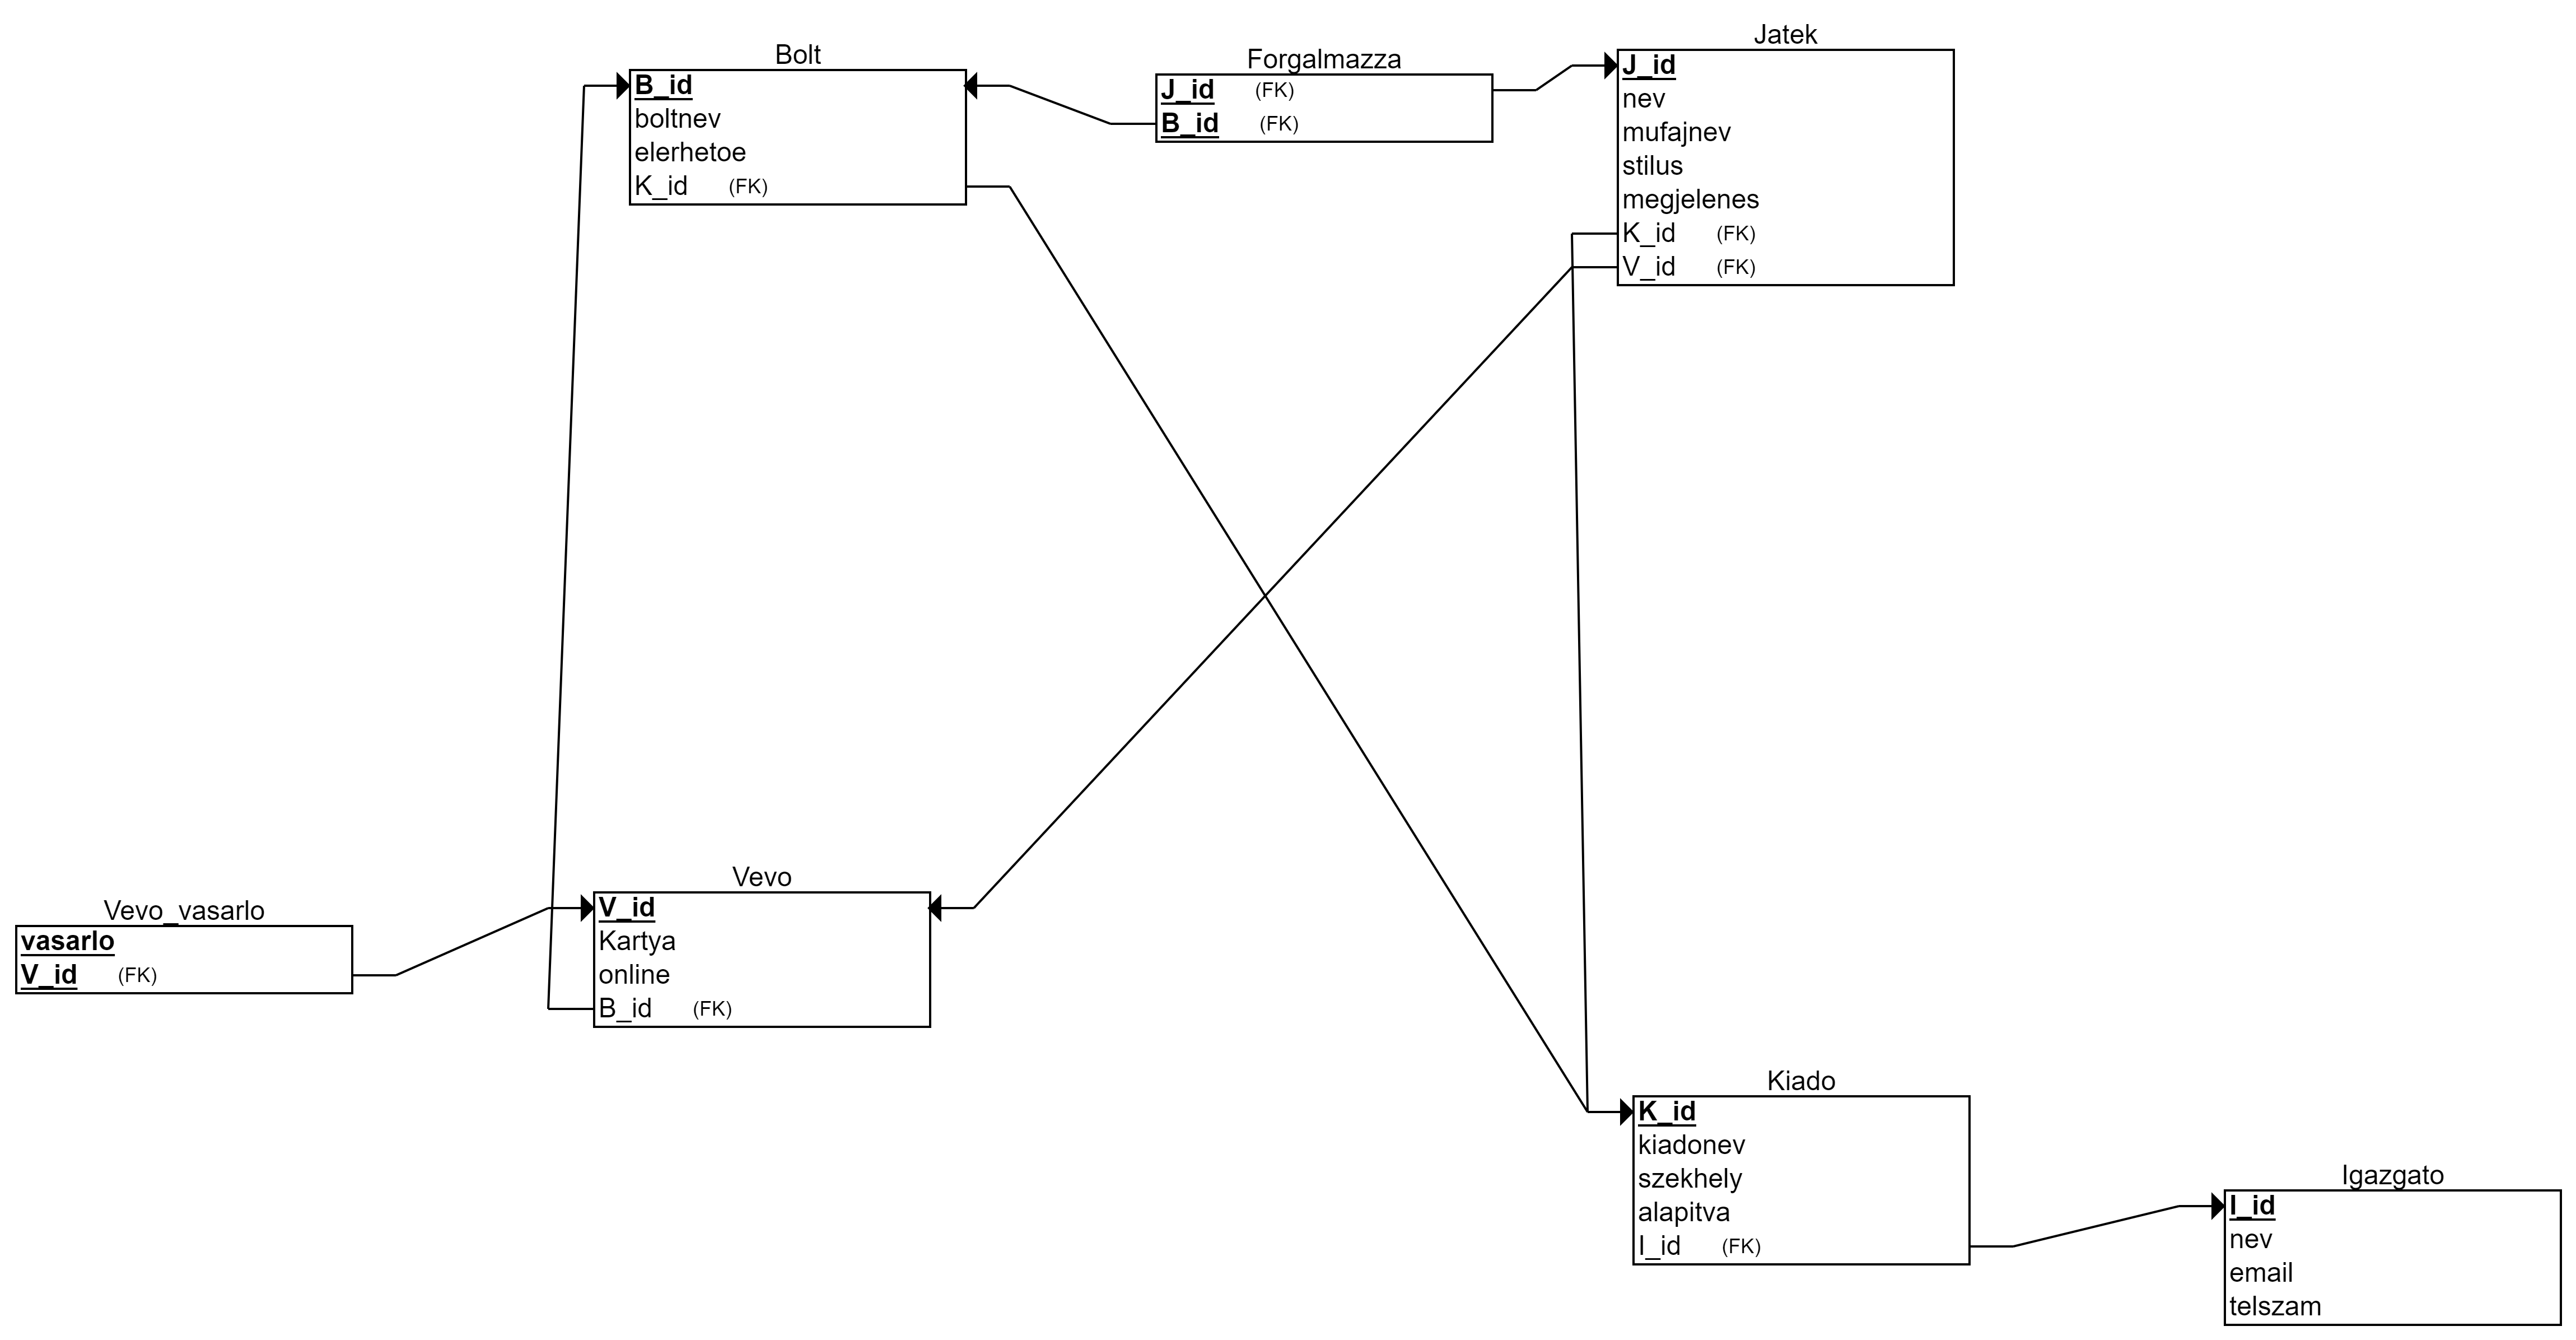 Bolt
B_id
boltnev
elerhetoe
K_id (FK)
Forgalmazza
J_id (FK)
B_id (FK)
Jatek
J_id
nev
mufajnev
stilus
megjelenes
K_id (FK)
V_id (FK)
Vevo_vasarlo
vasarlo
V_id (FK)
Vevo
V_id
Kartya
online
B_id (FK)
Kiado
K_id
kiadonev
szekhely
alapitva
I_id (FK)
Igazgato
I_id
nev
email
telszam